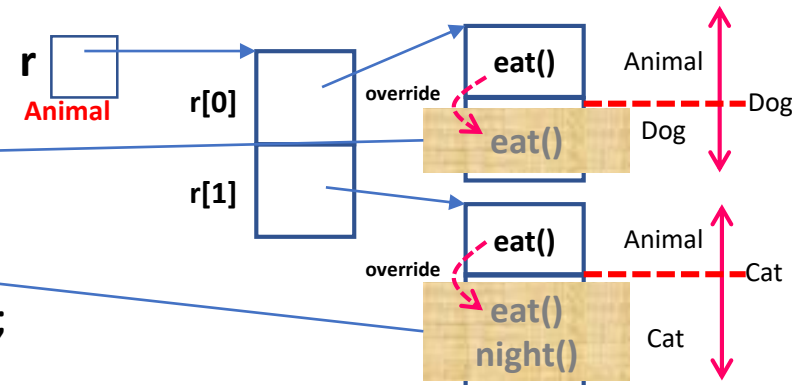 r
Animal
r[0]
r[1]
override
eat()
eat()
Animal
Dog
Dog
override
eat()
eat()
night()
Animal
Cat
Cat
;